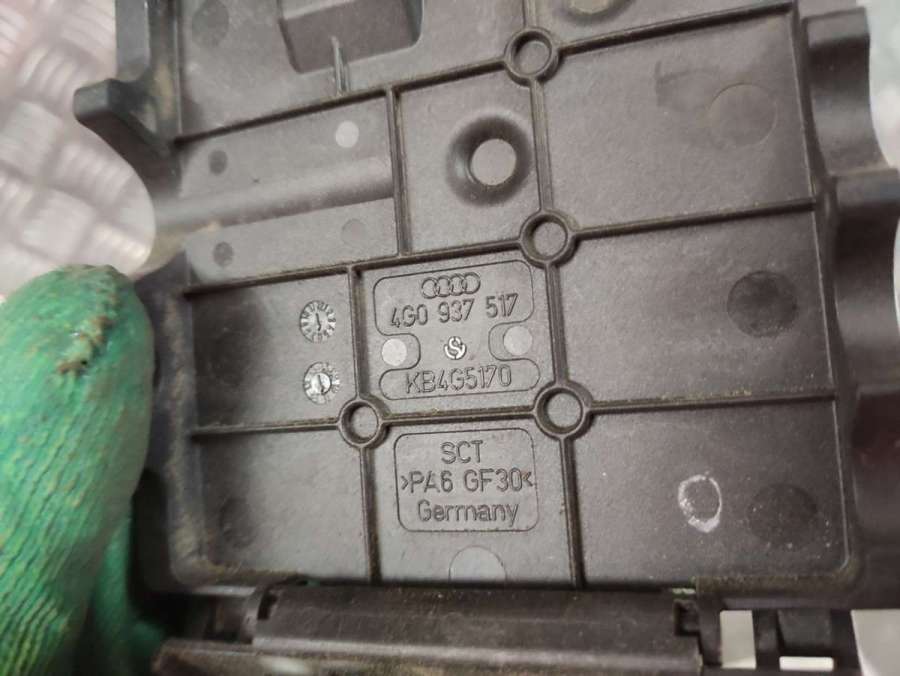 4G0 937 517
KB4G5170
SCT
>PA6 GF30<
Germany